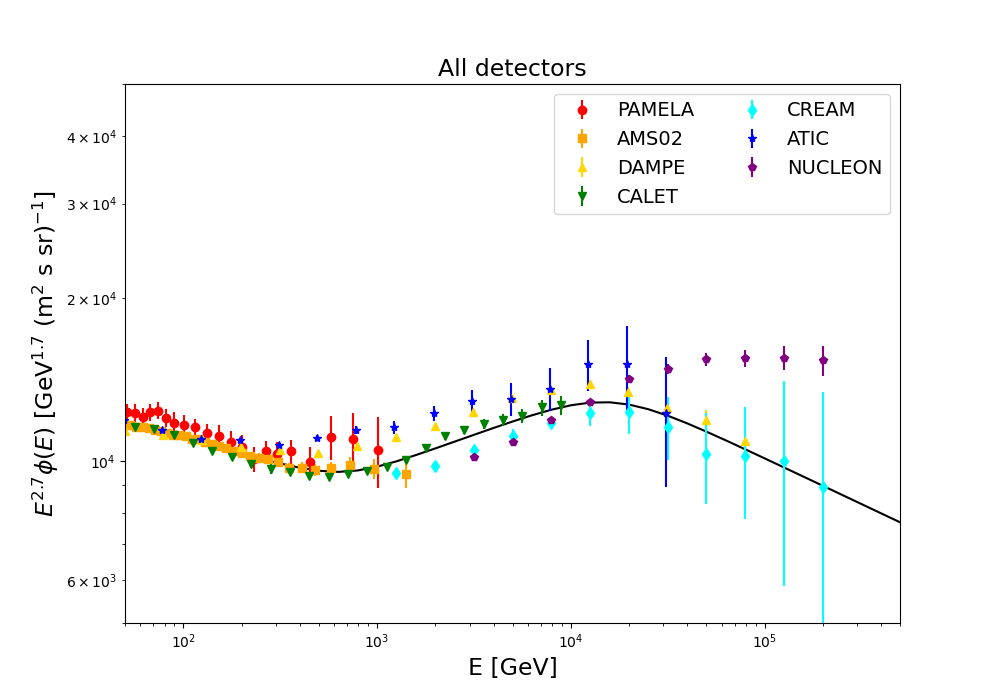 All detectors
PAMELA
AMS02
DAMPE
CALET
CREAM
ATIC
NUCLEON
E^{2.7} ϕ(E) [GeV^{1.7} (m² s sr)^{−1}]
4 × 10⁴
3 × 10⁴
2 × 10⁴
10⁴
6 × 10³
10² 10³ 10⁴ 10⁵
E [GeV]